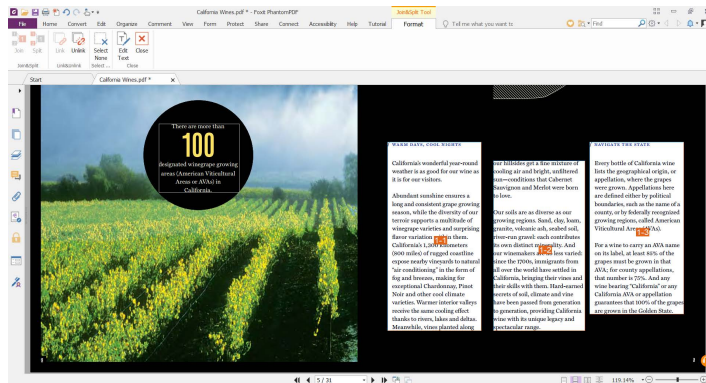 California Wines.pdf * - Foxit PhantomPDF
Join&Split Tool
File Home Convert Edit Organize Comment View Form Protect Share Connect Accessibility Help Tutorial Format Tell me what you want to Find
Join Split Link Unlink Select None Edit Text Close
Join&Split Link&Unlink Select ... Close
Start California Wines.pdf *
There are more than
100
designated winegrape growing
areas (American Viticultural
Areas or AVAs) in
California.
WARM DAYS, COOL NIGHTS
California's wonderful year-round
weather is as good for our wine as
it is for our visitors.
Abundant sunshine ensures a
long and consistent grape growing
season, while the diversity of our
terroir supports a multitude of
winegrape varieties and surprising
flavor variation within them.
California's 1,300 kilometers
(800 miles) of rugged coastline
expose nearby vineyards to natural
"air conditioning" in the form of
fog and breezes, making for
exceptional Chardonnay, Pinot
Noir and other cool climate
varieties. Warmer interior valleys
receive the same cooling effect
thanks to rivers, lakes and deltas.
Meanwhile, vines planted along
1-1
our hillsides get a fine mixture of
cooling air and bright, unfiltered
sun—conditions that Cabernet
Sauvignon and Merlot were born
to love.
Our soils are as diverse as our
growing regions. Sand, clay, loam,
granite, volcanic ash, seabed soil,
river-run gravel: each contributes
its own distinct minerality. And
our winemakers are no less varied:
since the 1700s, immigrants from
all over the world have settled in
California, bringing their vines and
their skills with them. Hard-earned
secrets of soil, climate and vine
have been passed from generation
to generation, providing California
wine with its unique legacy and
spectacular range.
1-2
NAVIGATE THE STATE
Every bottle of California wine
lists the geographical origin, or
appellation, where the grapes
were grown. Appellations here
are defined either by political
boundaries, such as the name of a
county, or by federally recognized
growing regions, called American
Viticultural Areas (AVAs).
For a wine to carry an AVA name
on its label, at least 85% of the
grapes must be grown in that
AVA; for county appellations,
that number is 75%. And any
wine bearing "California" or any
California AVA or appellation
guarantees that 100% of the grapes
are grown in the Golden State.
1-3
5 / 31
119.14%